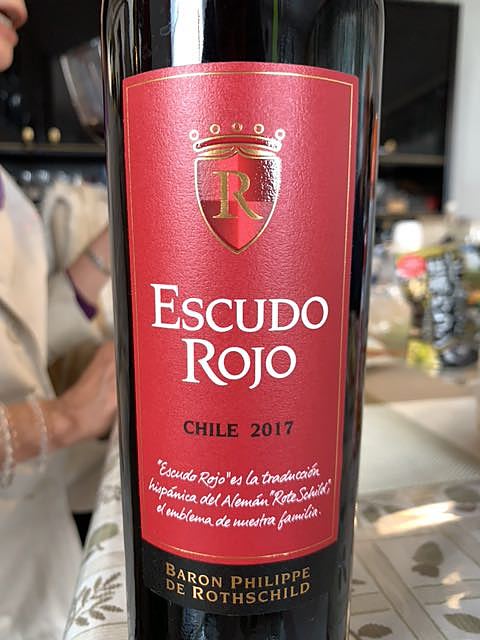 R
ESCUDO
ROJO
CHILE 2017
"Escudo Rojo" es la traducción
hispánica del Alemán "Rote Schild",
el emblema de nuestra familia.
BARON PHILIPPE
DE ROTHSCHILD